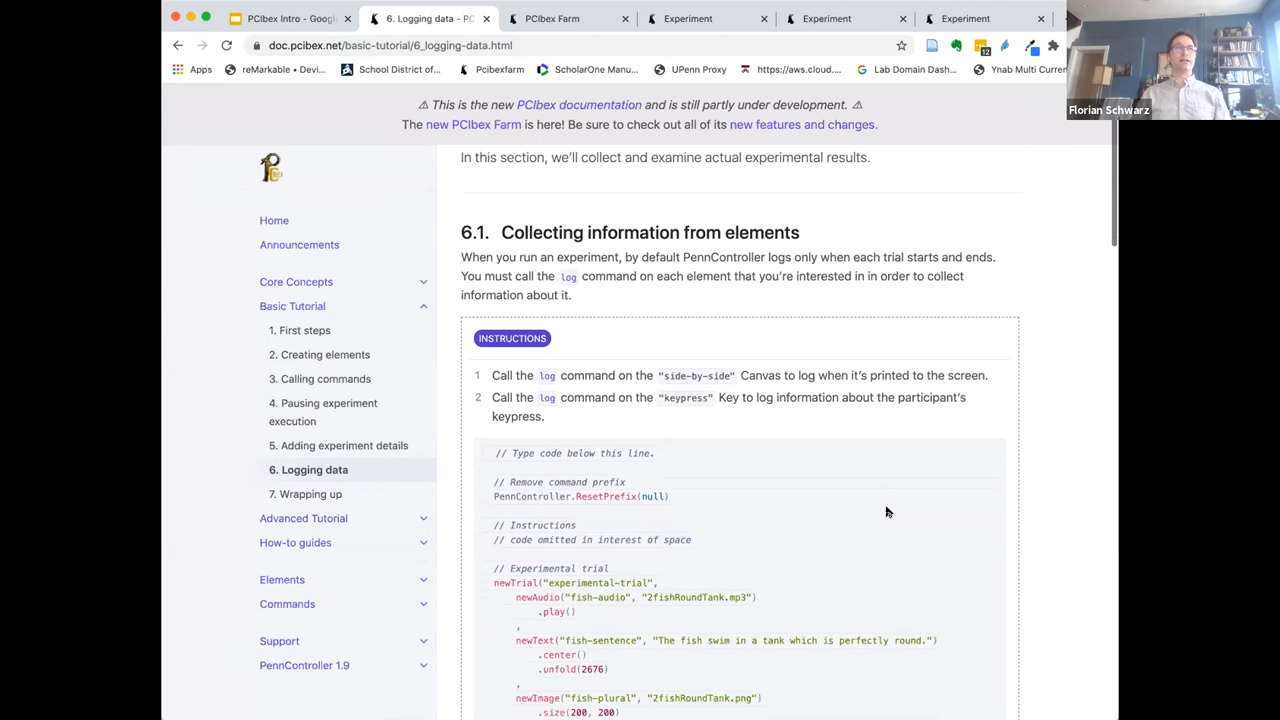 PCIbex Intro - Google
6. Logging data - PC
PCIbex Farm
Experiment
Experiment
Experiment
doc.pcibex.net/basic-tutorial/6_logging-data.html
12
Apps
reMarkable • Devi...
School District of...
Pcibexfarm
ScholarOne Manu...
UPenn Proxy
https://aws.cloud....
Lab Domain Dash...
Ynab Multi Curren
Florian Schwarz
⚠ This is the new PCIbex documentation and is still partly under development. ⚠
The new PCIbex Farm is here! Be sure to check out all of its new features and changes.
Home
Announcements
Core Concepts
Basic Tutorial
1. First steps
2. Creating elements
3. Calling commands
4. Pausing experiment
execution
5. Adding experiment details
6. Logging data
7. Wrapping up
Advanced Tutorial
How-to guides
Elements
Commands
Support
PennController 1.9
In this section, we'll collect and examine actual experimental results.
6.1. Collecting information from elements
When you run an experiment, by default PennController logs only when each trial starts and ends.
You must call the log command on each element that you're interested in in order to collect
information about it.
INSTRUCTIONS
1 Call the log command on the "side-by-side" Canvas to log when it's printed to the screen.
2 Call the log command on the "keypress" Key to log information about the participant's
keypress.
// Type code below this line.
// Remove command prefix
PennController.ResetPrefix(null)
// Instructions
// code omitted in interest of space
// Experimental trial
newTrial("experimental-trial",
newAudio("fish-audio", "2fishRoundTank.mp3")
.play()
,
newText("fish-sentence", "The fish swim in a tank which is perfectly round.")
.center()
.unfold(2676)
,
newImage("fish-plural", "2fishRoundTank.png")
.size(200, 200)